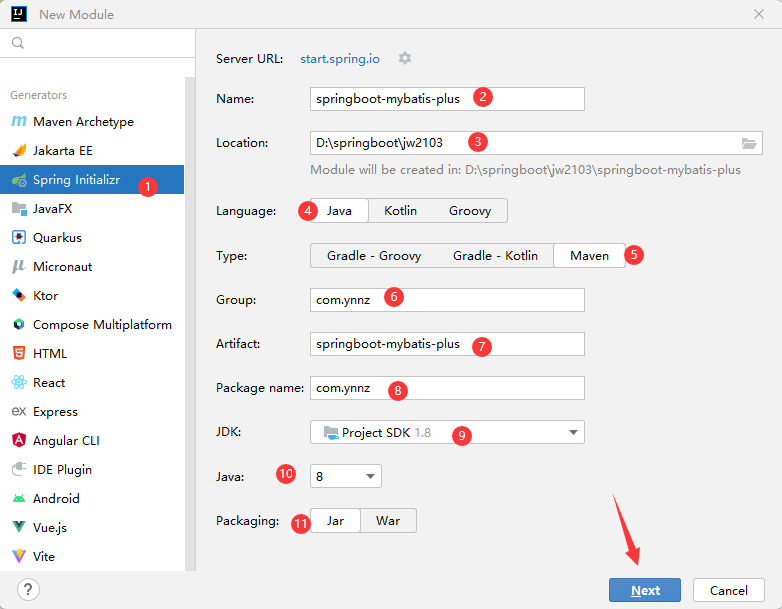 New Module
Generators
Maven Archetype
Jakarta EE
Spring Initializr 1
JavaFX
Quarkus
Micronaut
Ktor
Compose Multiplatform
HTML
React
ex Express
Angular CLI
IDE Plugin
Android
Vue.js
Vite
?
Server URL: start.spring.io
Name: springboot-mybatis-plus 2
Location: D:\springboot\jw2103 3
Module will be created in: D:\springboot\jw2103\springboot-mybatis-plus
Language: 4 Java Kotlin Groovy
Type: Gradle - Groovy Gradle - Kotlin Maven 5
Group: com.ynnz 6
Artifact: springboot-mybatis-plus 7
Package name: com.ynnz 8
JDK: Project SDK 1.8 9
Java: 10 8
Packaging: 11 Jar War
Next Cancel